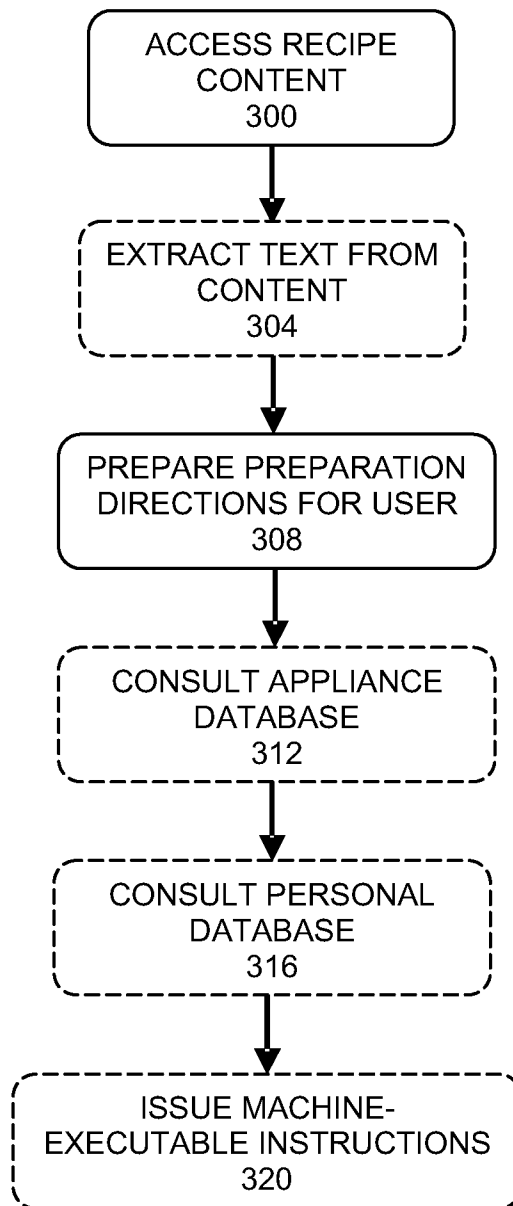 ACCESS RECIPE
CONTENT
300
EXTRACT TEXT FROM
CONTENT
304
PREPARE PREPARATION
DIRECTIONS FOR USER
308
CONSULT APPLIANCE
DATABASE
312
CONSULT PERSONAL
DATABASE
316
ISSUE MACHINE-
EXECUTABLE INSTRUCTIONS
320